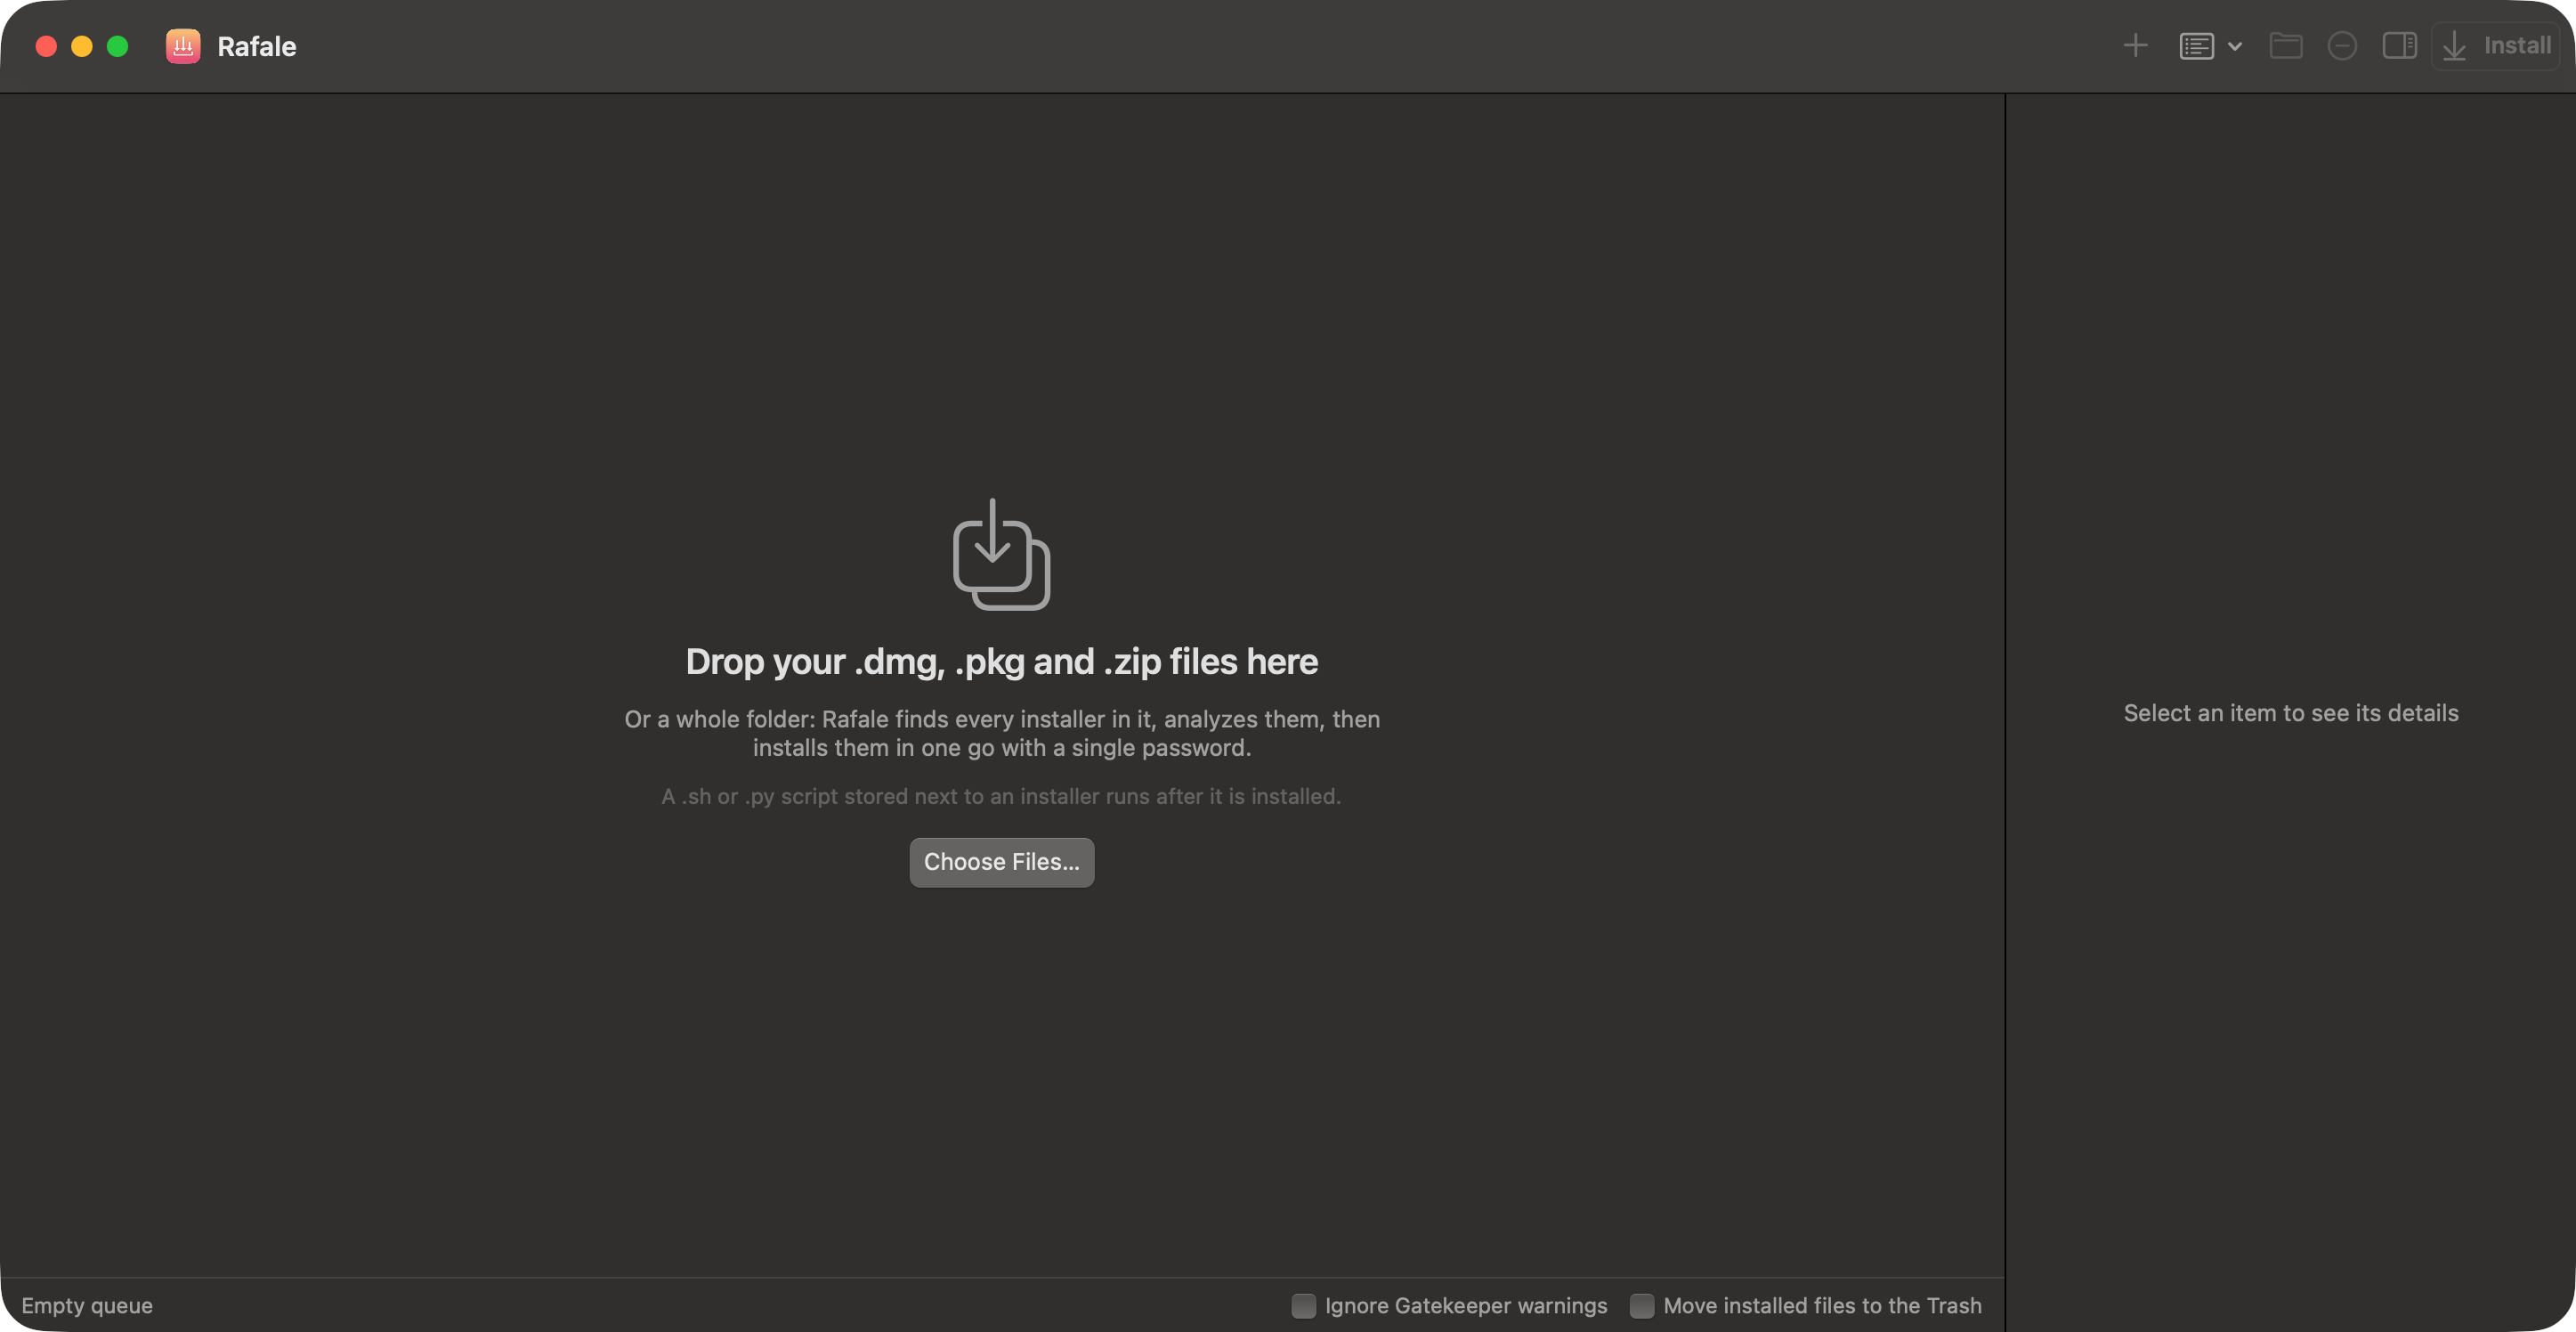 Rafale
Install
Drop your .dmg, .pkg and .zip files here
Or a whole folder: Rafale finds every installer in it, analyzes them, then
installs them in one go with a single password.
A .sh or .py script stored next to an installer runs after it is installed.
Choose Files...
Select an item to see its details
Empty queue
Ignore Gatekeeper warnings
Move installed files to the Trash